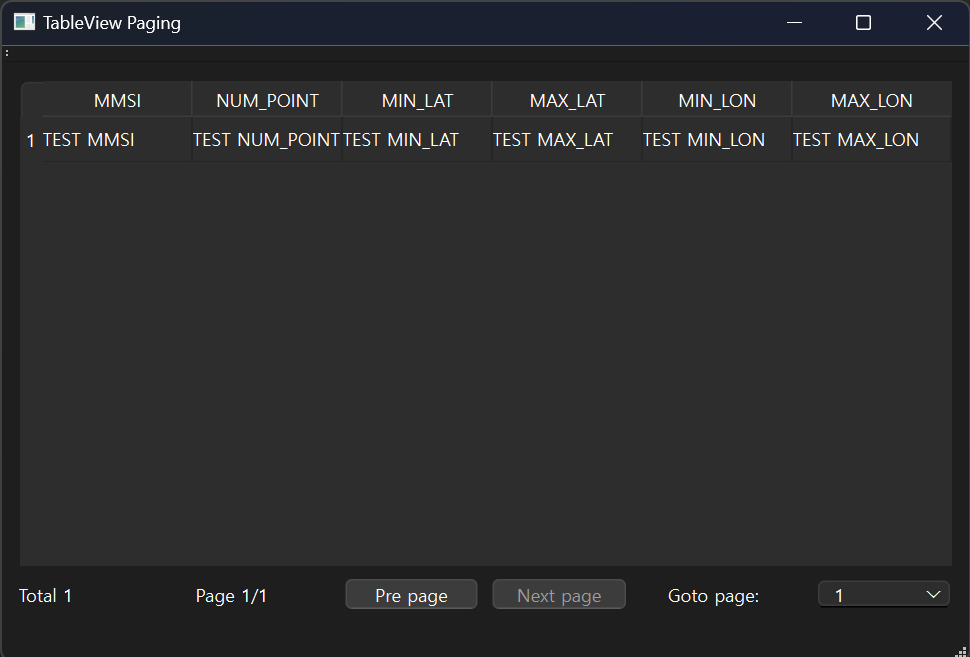 TableView Paging
MMSI NUM_POINT MIN_LAT MAX_LAT MIN_LON MAX_LON
1 TEST MMSI TEST NUM_POINT TEST MIN_LAT TEST MAX_LAT TEST MIN_LON TEST MAX_LON
Total 1 Page 1/1 Pre page Next page Goto page: 1